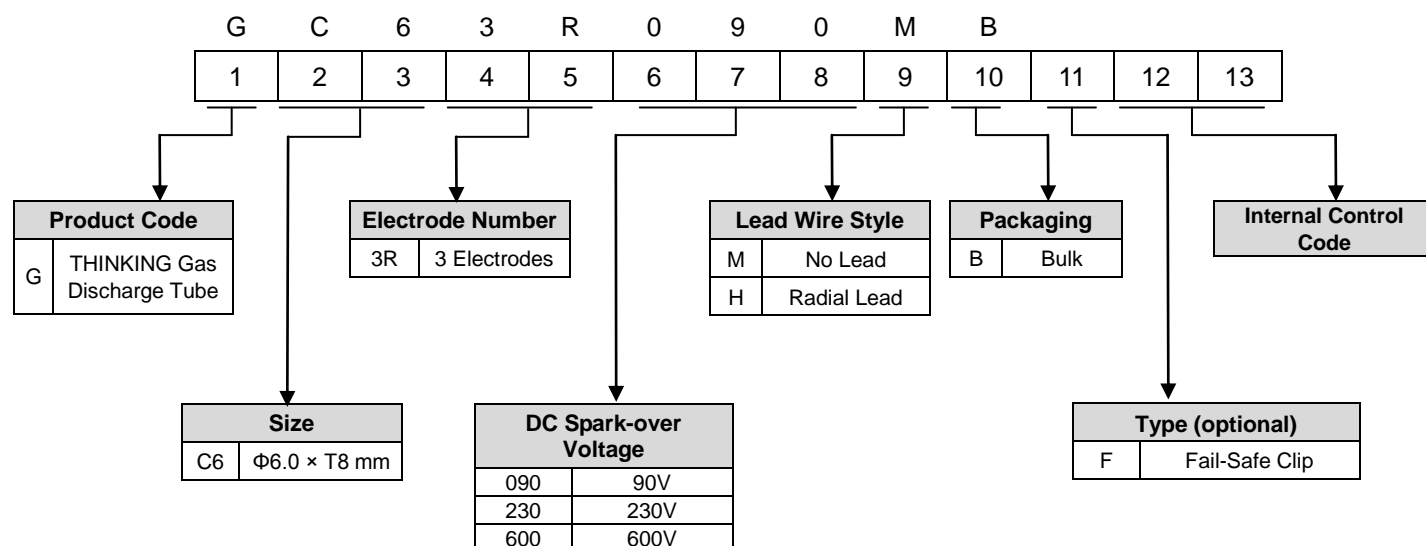 G C 6 3 R 0 9 0 M B
1 2 3 4 5 6 7 8 9 10 11 12 13
Product Code
G THINKING Gas
Discharge Tube
Electrode Number
3R 3 Electrodes
Lead Wire Style
M No Lead
H Radial Lead
Packaging
B Bulk
Internal Control
Code
Size
C6 Φ6.0 × T8 mm
DC Spark-over
Voltage
090 90V
230 230V
600 600V
Type (optional)
F Fail-Safe Clip